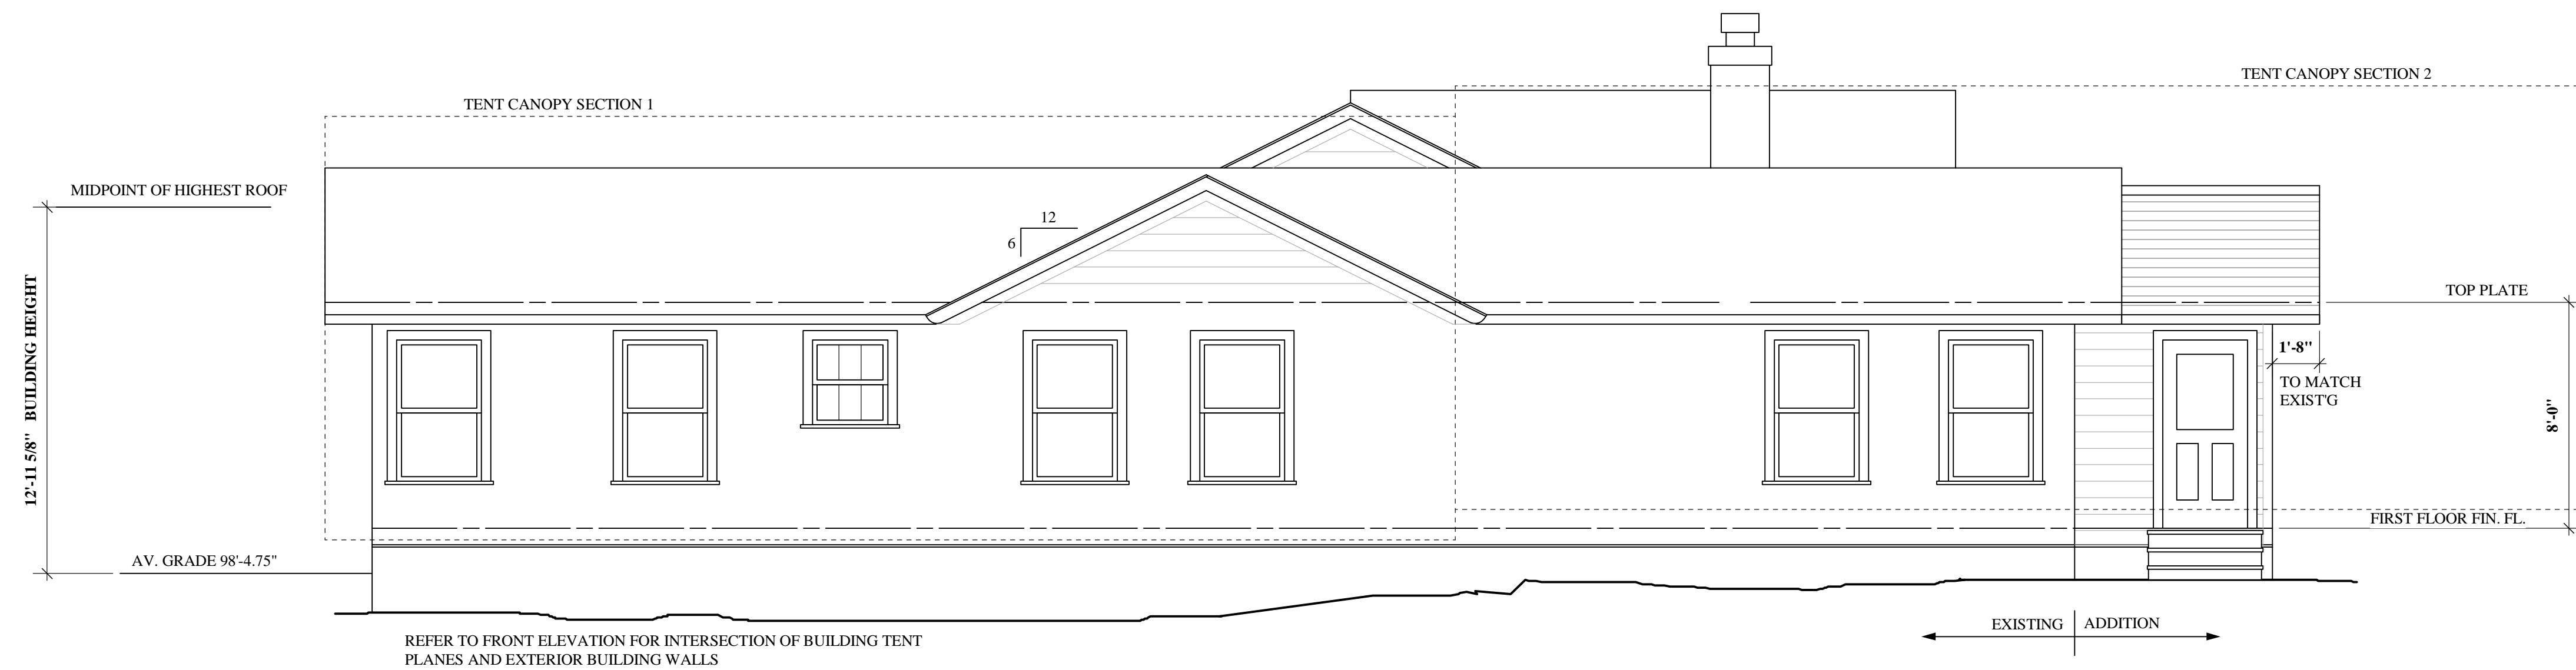 TENT CANOPY SECTION 2
TENT CANOPY SECTION 1
MIDPOINT OF HIGHEST ROOF
12
6
TOP PLATE
12'-11 5/8" BUILDING HEIGHT
1'-8"
TO MATCH
EXIST'G
8'-0"
FIRST FLOOR FIN. FL.
AV. GRADE 98'-4.75"
EXISTING
ADDITION
REFER TO FRONT ELEVATION FOR INTERSECTION OF BUILDING TENT
PLANES AND EXTERIOR BUILDING WALLS